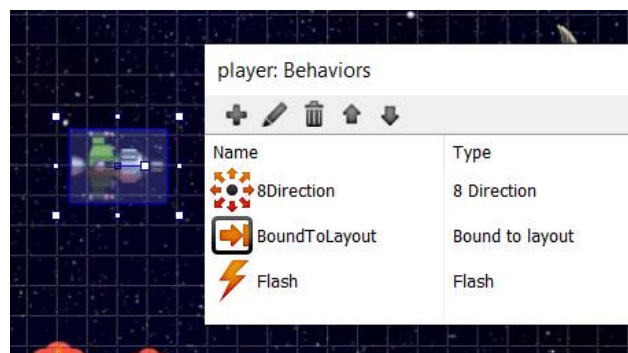 player: Behaviors
Name Type
8Direction 8 Direction
BoundToLayout Bound to layout
Flash Flash